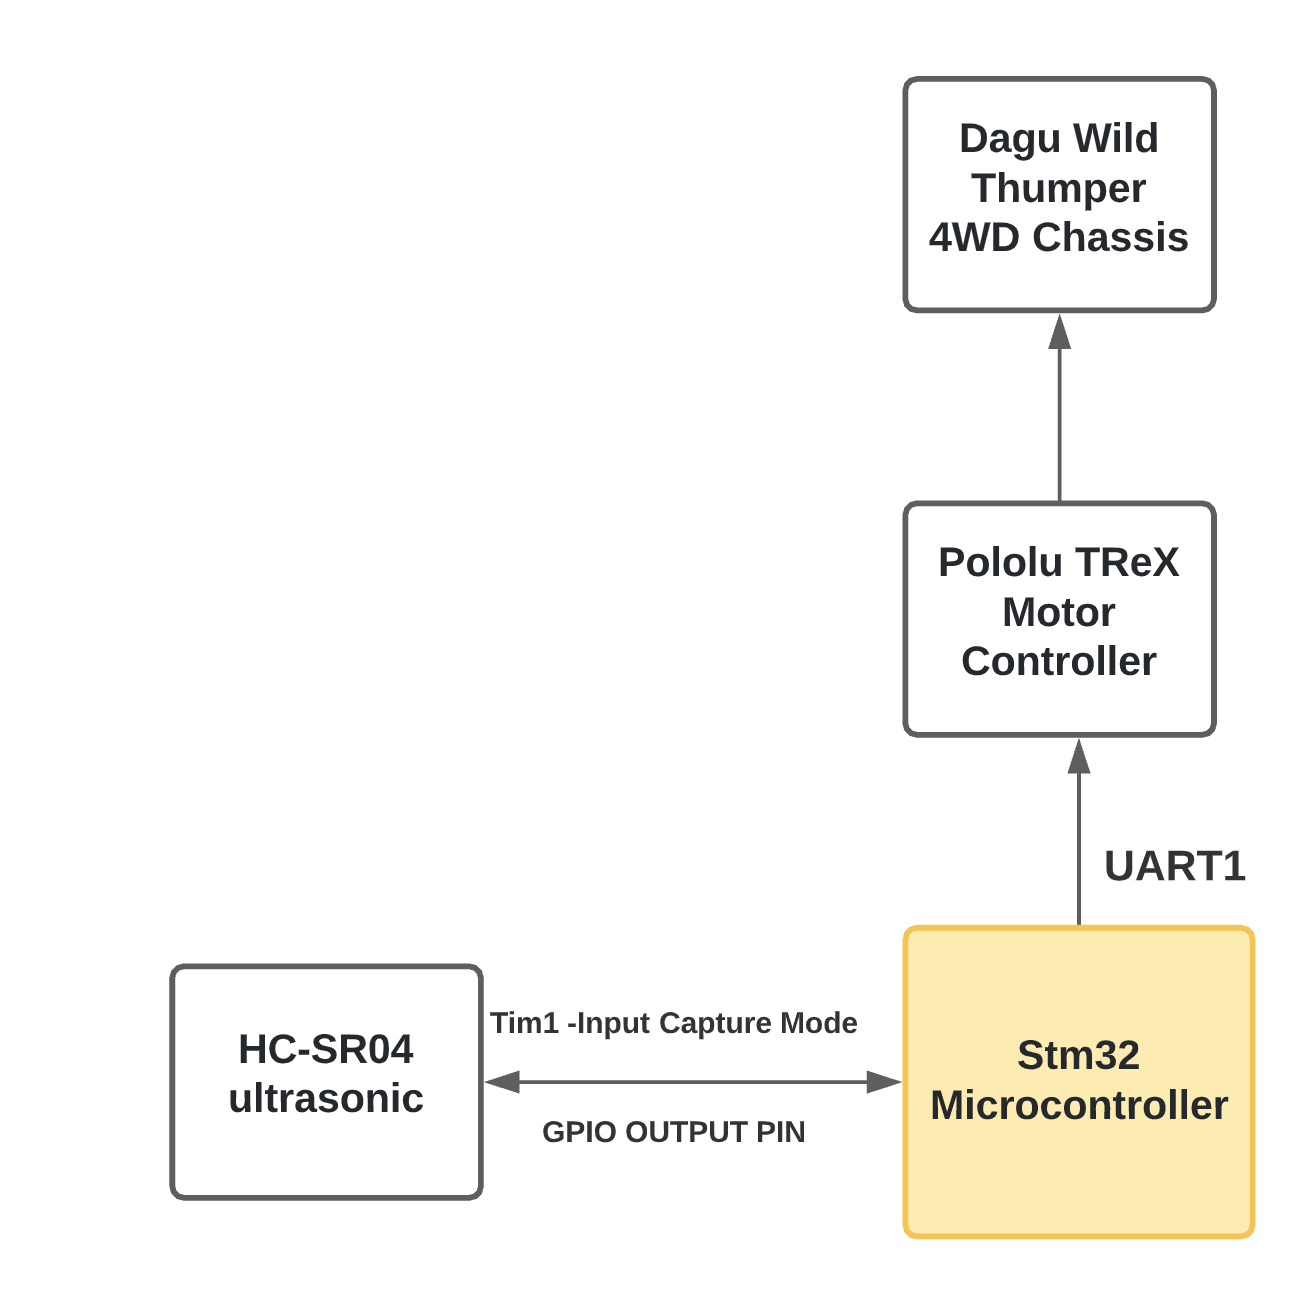 Dagu Wild
Thumper
4WD Chassis
Pololu TReX
Motor
Controller
UART1
HC-SR04
ultrasonic
Tim1 -Input Capture Mode
GPIO OUTPUT PIN
Stm32
Microcontroller